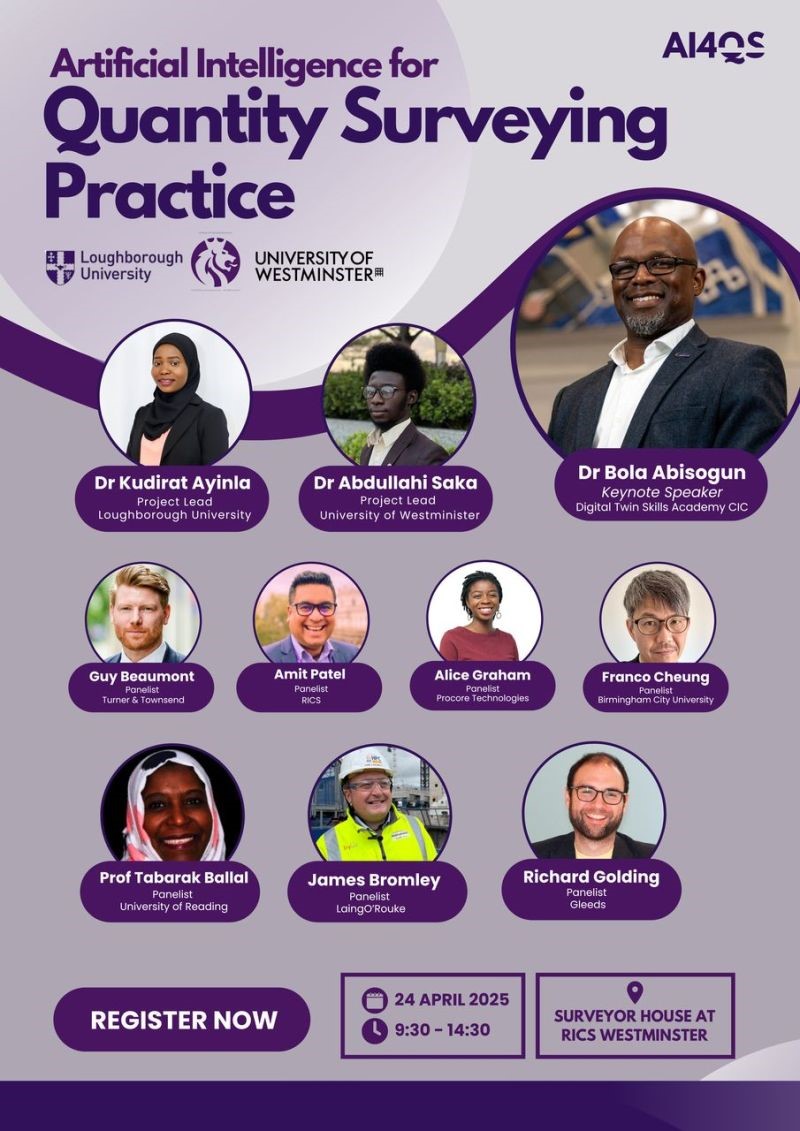 AI4QS
Artificial Intelligence for
Quantity Surveying
Practice
Loughborough
University
UNIVERSITY OF
WESTMINSTER
Dr Kudirat Ayinla
Project Lead
Loughborough University
Dr Abdullahi Saka
Project Lead
University of Westminister
Dr Bola Abisogun
Keynote Speaker
Digital Twin Skills Academy CIC
Guy Beaumont
Panelist
Turner & Townsend
Amit Patel
Panelist
RICS
Alice Graham
Panelist
Procore Technologies
Franco Cheung
Panelist
Birmingham City University
Prof Tabarak Ballal
Panelist
University of Reading
James Bromley
Panelist
LaingO'Rouke
Richard Golding
Panelist
Gleeds
REGISTER NOW
24 APRIL 2025
9:30 - 14:30
SURVEYOR HOUSE AT
RICS WESTMINSTER